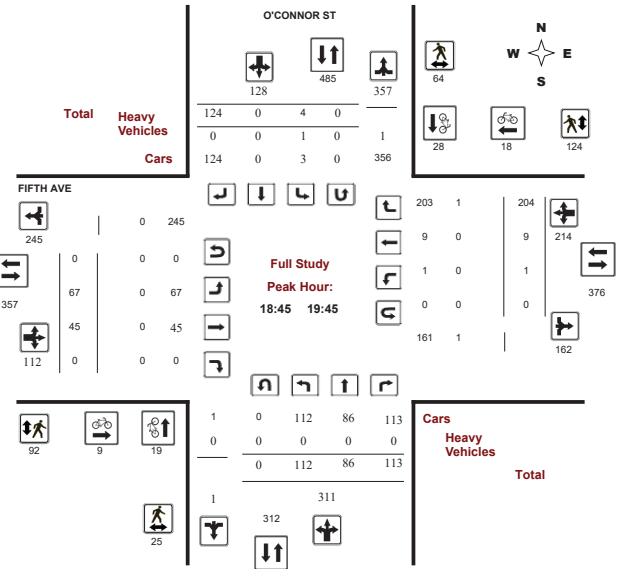 O'CONNOR ST
N
W E
S
485
128 357
64
Total Heavy Vehicles
Cars
124 0 4 0
0 0 1 0 1
124 0 3 0 356
28 18 124
FIFTH AVE
245
0 245
203 1 204
214
0 0 0
9 0 9
357
67 0 67
Full Study
Peak Hour:
18:45 19:45
1 0 1
376
45 0 45
0 0 0
112
0 0 0
161 1
162
92 9 19
1 0 112 86 113
0 0 0 0 0
0 112 86 113
Cars
Heavy
Vehicles
Total
1 311
312
25